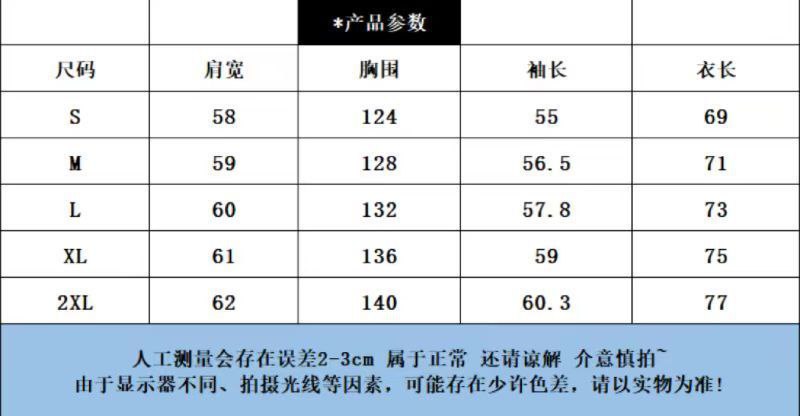 *产品参数
尺码 肩宽 胸围 袖长 衣长
S 58 124 55 69
M 59 128 56.5 71
L 60 132 57.8 73
XL 61 136 59 75
2XL 62 140 60.3 77
人工测量会存在误差2-3cm 属于正常 还请谅解 介意慎拍~
由于显示器不同、拍摄光线等因素，可能存在少许色差，请以实物为准!